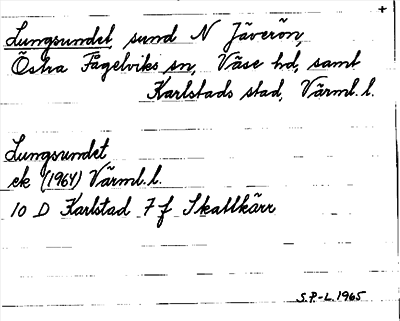 +
Lungsundet, sund N Jäverön,
Östra Fågelviks sn, Väse hd, samt
Karlstads stad, Värml. l.
Lungsundet
ek (1964) Värml. l.
10 D Karlstad 7 f Skattkärr
S.P-L. 1965